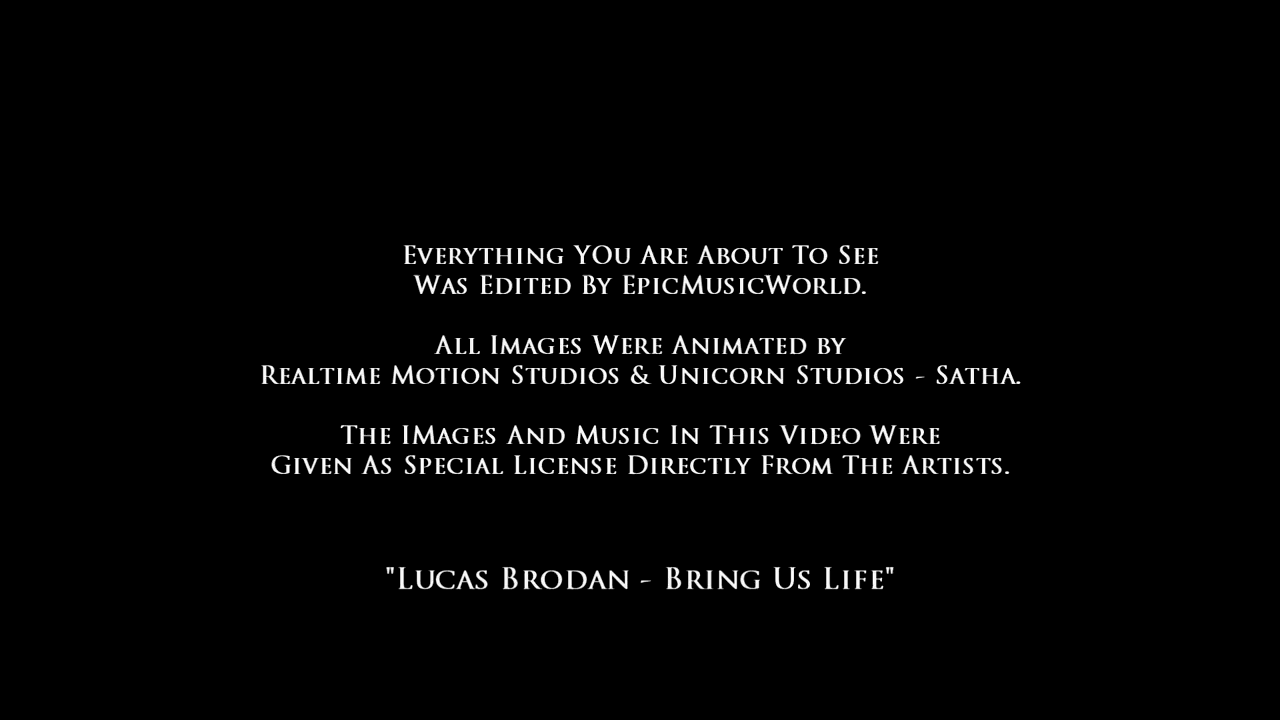 Everything YOu Are About To See
Was Edited By EpicMusicWorld.
All Images Were Animated by
Realtime Motion Studios & Unicorn Studios - Satha.
The IMages And Music In This Video Were
Given As Special License Directly From The Artists.
"Lucas Brodan - Bring Us Life"